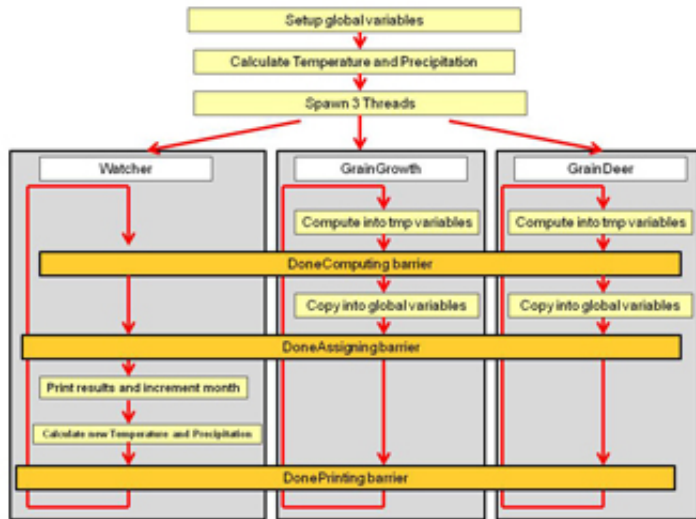 Setup global variables
Calculate Temperature and Precipitation
Spawn 3 Threads
Watcher
GrainGrowth
GrainDeer
Compute into tmp variables
Compute into tmp variables
DoneComputing barrier
Copy into global variables
Copy into global variables
DoneAssigning barrier
Print results and increment month
Calculate new Temperature and Precipitation
DonePrinting barrier